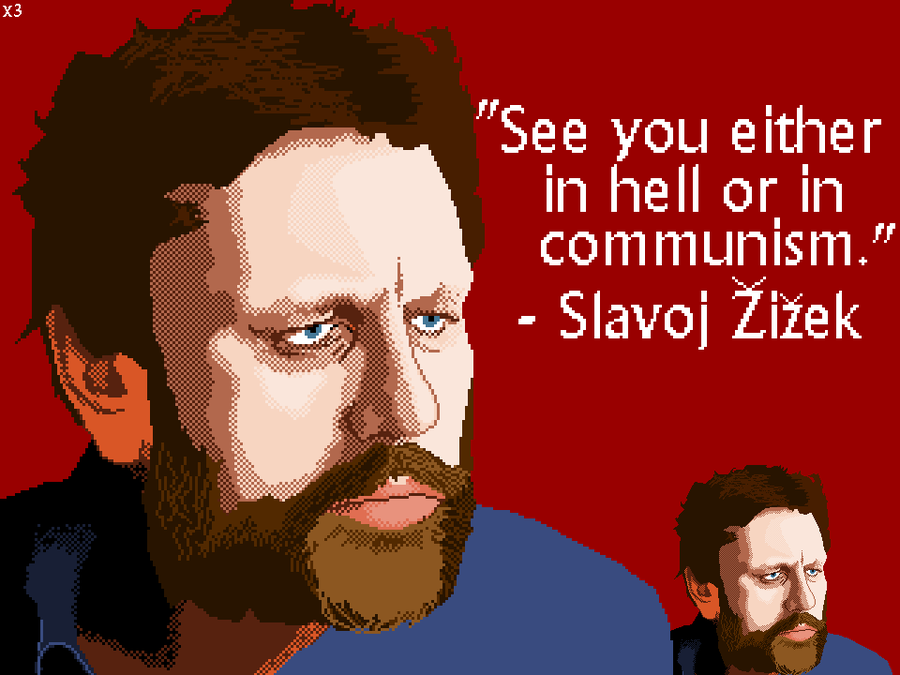 x3
"See you either
in hell or in
communism."
- Slavoj Žižek